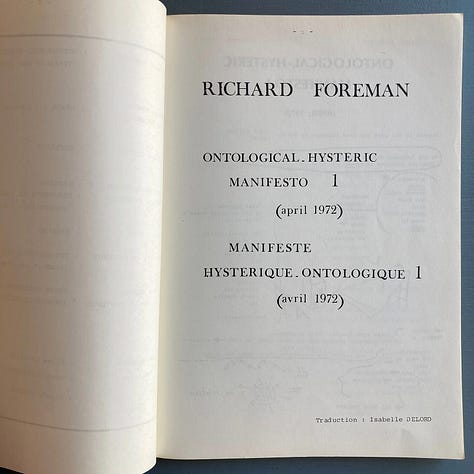 RICHARD FOREMAN
ONTOLOGICAL-HYSTERIC
MANIFESTO 1
(april 1972)
MANIFESTE
HYSTERIQUE-ONTOLOGIQUE 1
(avril 1972)
Traduction : Isabelle DELORD